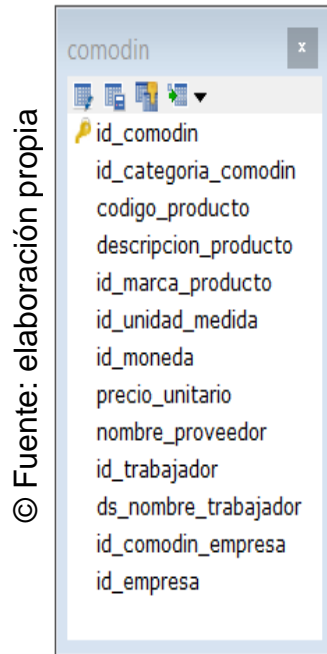 comodin
x
id_comodin
id_categoria_comodin
codigo_producto
descripcion_producto
id_marca_producto
id_unidad_medida
id_moneda
precio_unitario
nombre_proveedor
id_trabajador
ds_nombre_trabajador
id_comodin_empresa
id_empresa
© Fuente: elaboración propia